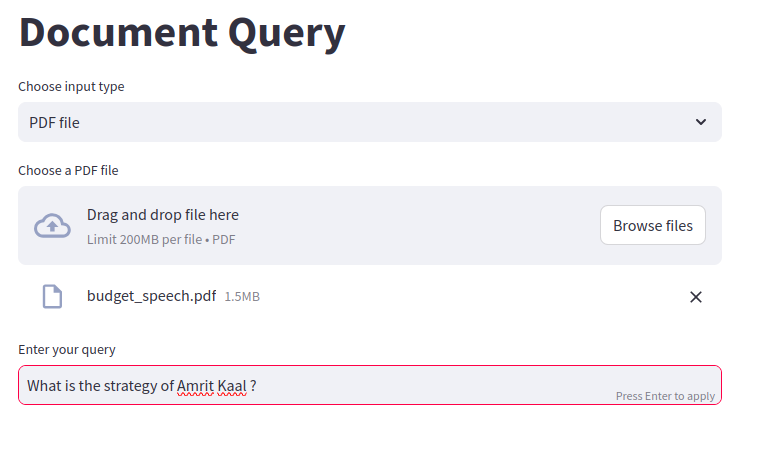 Document Query
Choose input type
PDF file
Choose a PDF file
Drag and drop file here
Limit 200MB per file • PDF
Browse files
budget_speech.pdf 1.5MB
Enter your query
What is the strategy of Amrit Kaal ?
Press Enter to apply